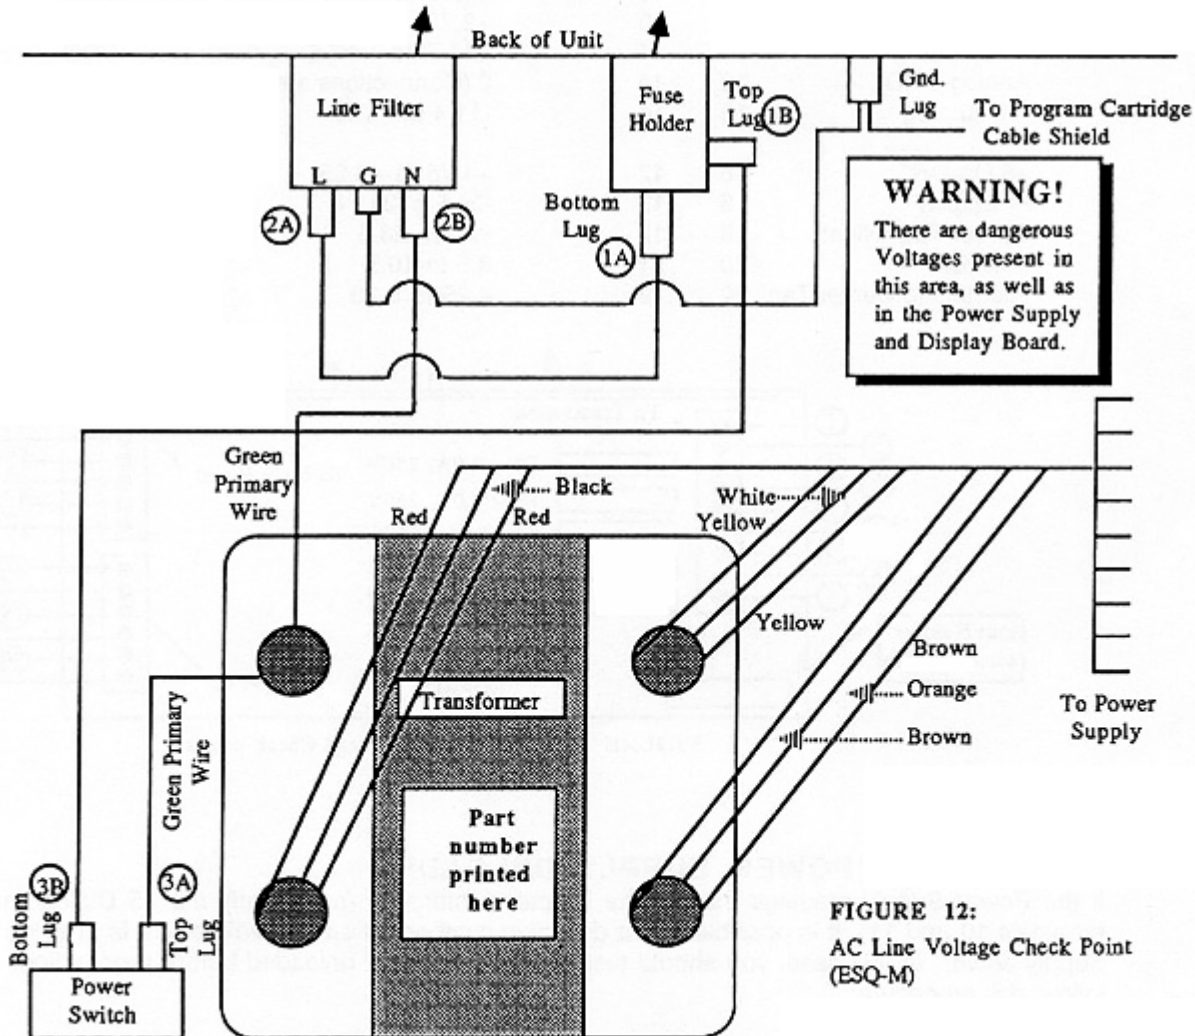 Back of Unit
Line Filter
L G N
2A
2B
Fuse
Holder
Top
Lug
1B
Bottom
Lug
1A
Gnd.
Lug
To Program Cartridge
Cable Shield
WARNING!
There are dangerous
Voltages present in
this area, as well as
in the Power Supply
and Display Board.
Green
Primary
Wire
Red
Black
Red
White
Yellow
Yellow
Brown
Orange
Brown
To Power
Supply
Transformer
Part
number
printed
here
Green Primary
Wire
Bottom
Lug
3B
3A
Top
Lug
Power
Switch
FIGURE 12:
AC Line Voltage Check Point
(ESQ-M)